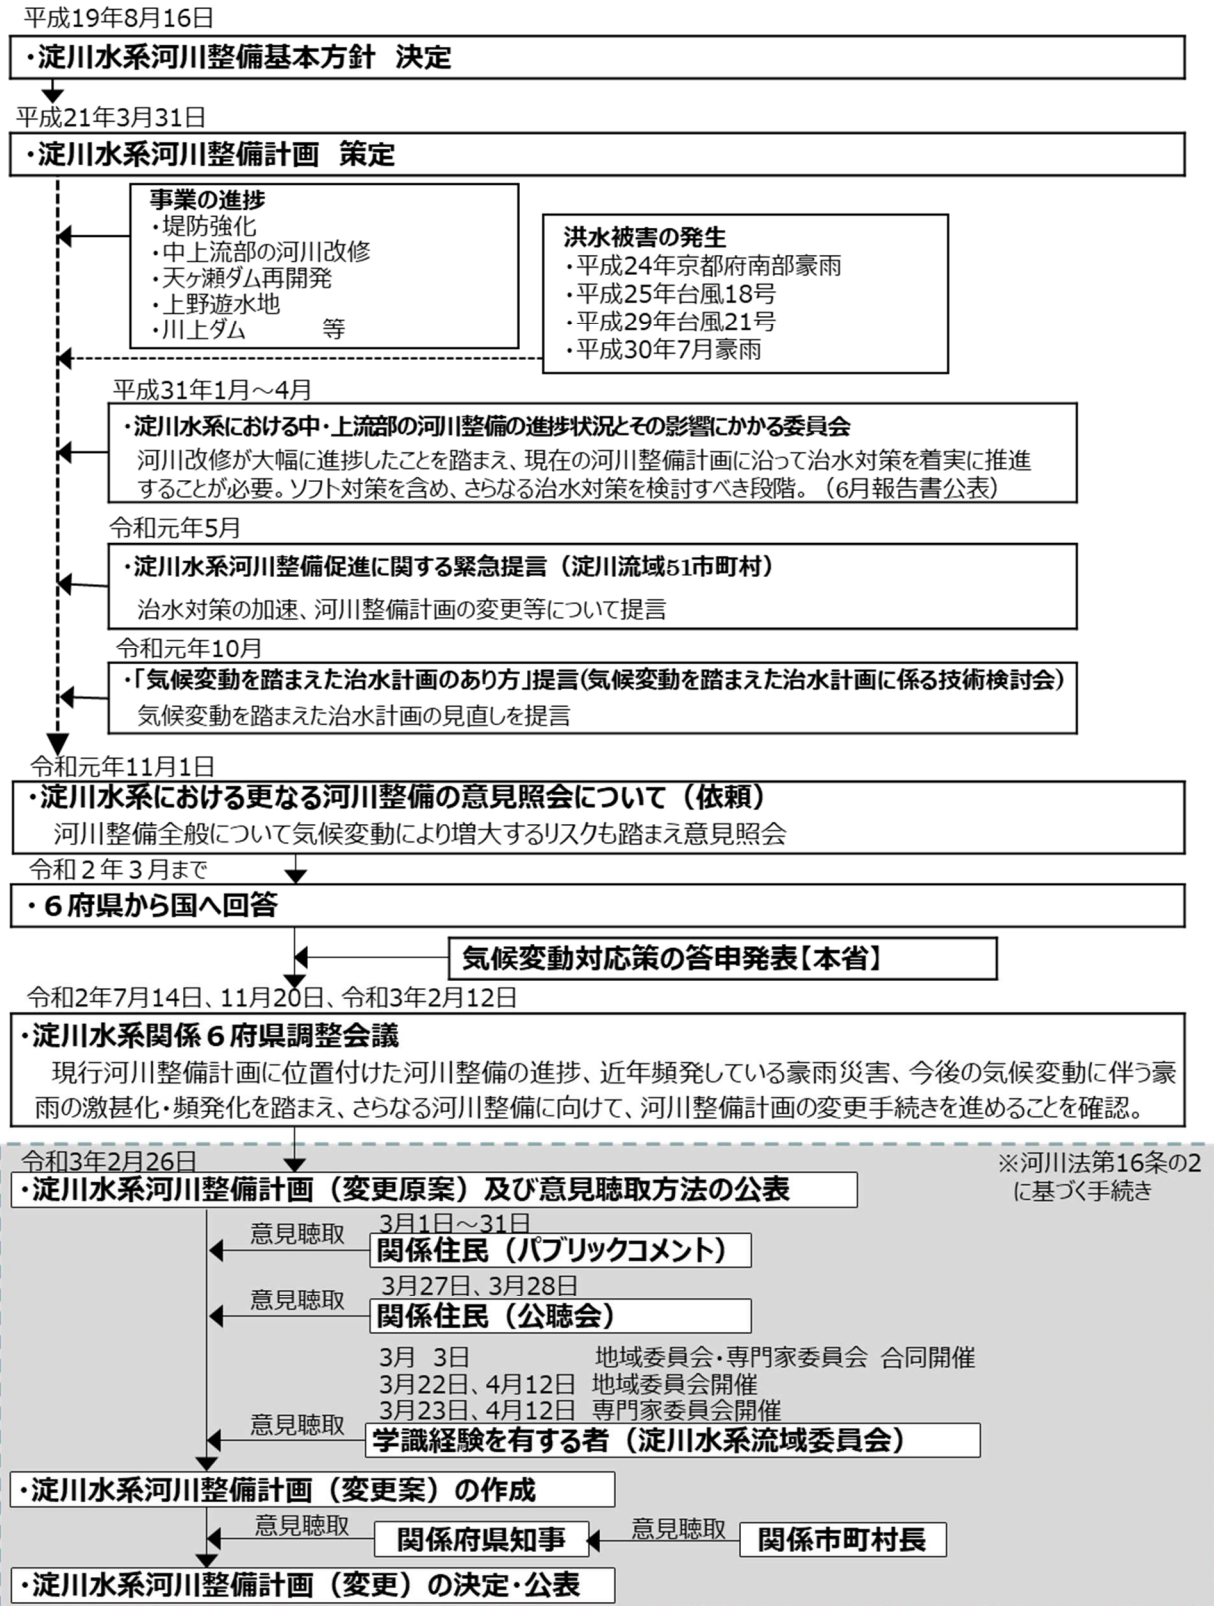 平成19年8月16日
・淀川水系河川整備基本方針 決定
平成21年3月31日
・淀川水系河川整備計画 策定
事業の進捗
・堤防強化
・中上流部の河川改修
・天ヶ瀬ダム再開発
・上野遊水地
・川上ダム 等
洪水被害の発生
・平成24年京都府南部豪雨
・平成25年台風18号
・平成29年台風21号
・平成30年7月豪雨
平成31年1月～4月
・淀川水系における中・上流部の河川整備の進捗状況とその影響にかかる委員会
河川改修が大幅に進捗したことを踏まえ、現在の河川整備計画に沿って治水対策を着実に推進
することが必要。ソフト対策を含め、さらなる治水対策を検討すべき段階。（6月報告書公表）
令和元年5月
・淀川水系河川整備促進に関する緊急提言（淀川流域51市町村）
治水対策の加速、河川整備計画の変更等について提言
令和元年10月
・「気候変動を踏まえた治水計画のあり方」提言(気候変動を踏まえた治水計画に係る技術検討会)
気候変動を踏まえた治水計画の見直しを提言
令和元年11月1日
・淀川水系における更なる河川整備の意見照会について（依頼）
河川整備全般について気候変動により増大するリスクも踏まえ意見照会
令和２年３月まで
・６府県から国へ回答
気候変動対応策の答申発表【本省】
令和2年7月14日、11月20日、令和3年2月12日
・淀川水系関係６府県調整会議
現行河川整備計画に位置付けた河川整備の進捗、近年頻発している豪雨災害、今後の気候変動に伴う豪
雨の激甚化・頻発化を踏まえ、さらなる河川整備に向けて、河川整備計画の変更手続きを進めることを確認。
令和3年2月26日
※河川法第16条の2
に基づく手続き
・淀川水系河川整備計画（変更原案）及び意見聴取方法の公表
3月1日～31日
意見聴取
関係住民（パブリックコメント）
3月27日、3月28日
意見聴取
関係住民（公聴会）
3月 3日 地域委員会・専門家委員会 合同開催
3月22日、4月12日 地域委員会開催
3月23日、4月12日 専門家委員会開催
意見聴取
学識経験を有する者（淀川水系流域委員会）
・淀川水系河川整備計画（変更案）の作成
意見聴取
関係府県知事
意見聴取
関係市町村長
・淀川水系河川整備計画（変更）の決定・公表